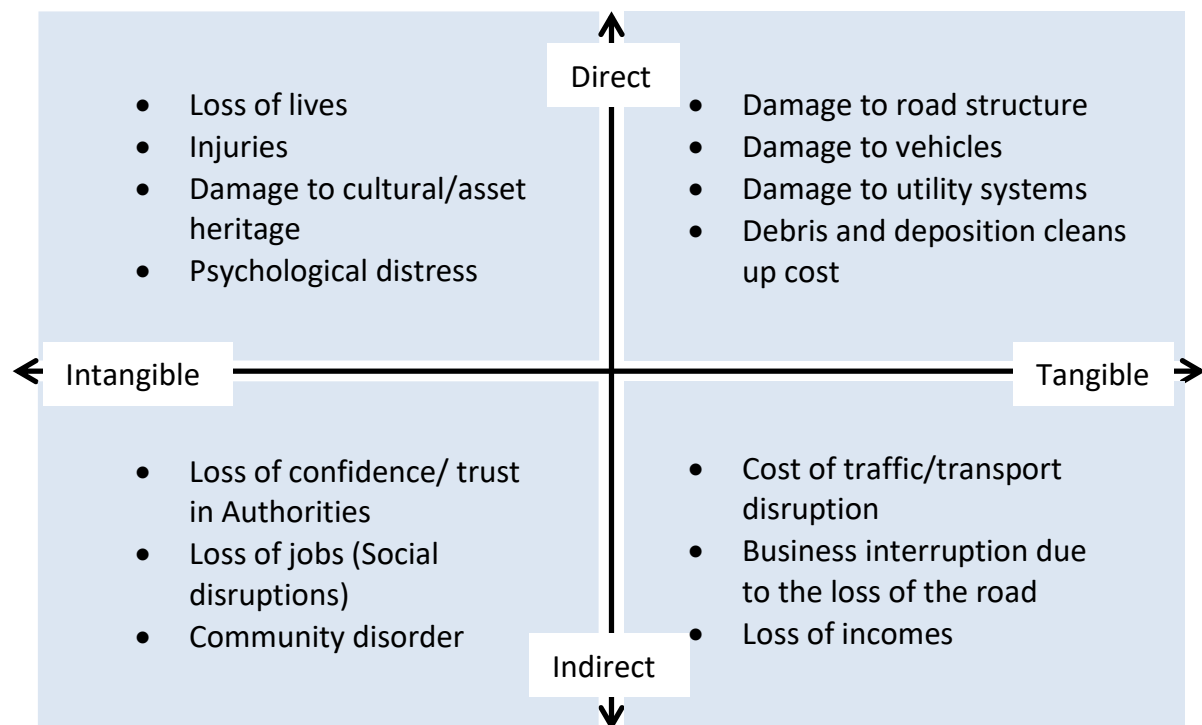 Direct
• Loss of lives
• Injuries
• Damage to cultural/asset
heritage
• Psychological distress
• Damage to road structure
• Damage to vehicles
• Damage to utility systems
• Debris and deposition cleans
up cost
Intangible
Tangible
• Loss of confidence/ trust
in Authorities
• Loss of jobs (Social
disruptions)
• Community disorder
• Cost of traffic/transport
disruption
• Business interruption due
to the loss of the road
• Loss of incomes
Indirect